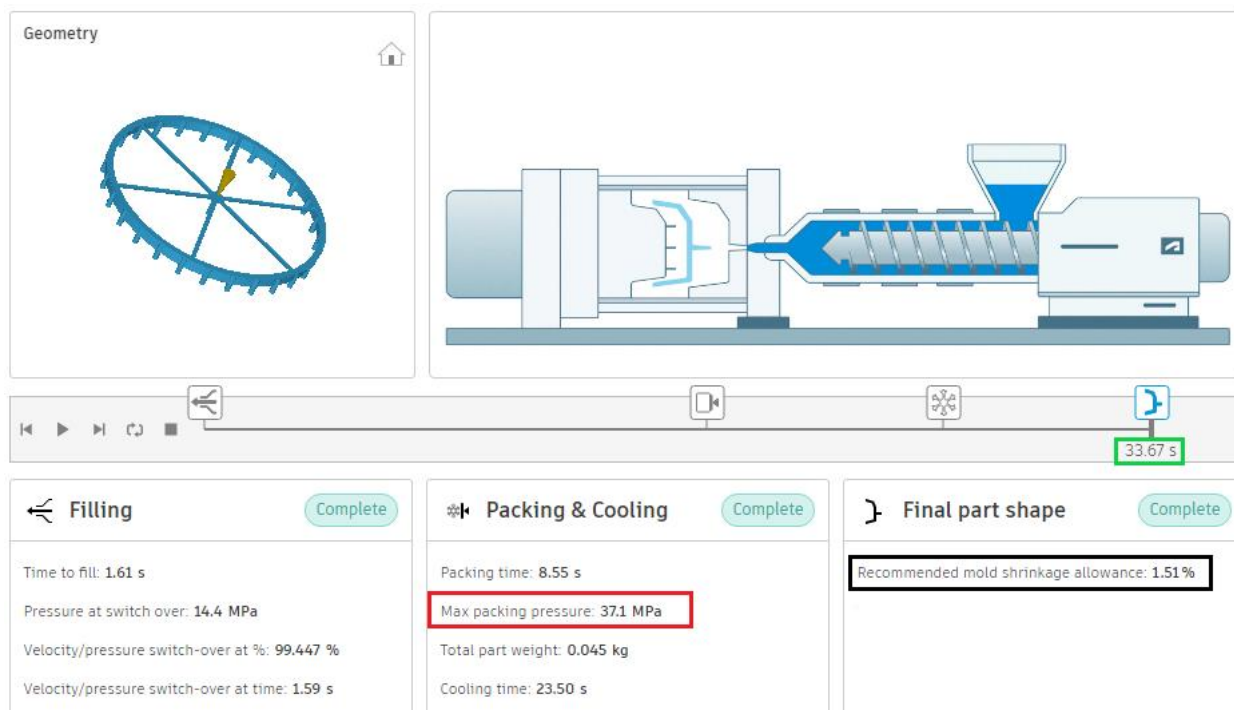 Geometry
33.67 s
Filling
Complete
Time to fill: 1.61 s
Pressure at switch over: 14.4 MPa
Velocity/pressure switch-over at %: 99.447 %
Velocity/pressure switch-over at time: 1.59 s
Packing & Cooling
Complete
Packing time: 8.55 s
Max packing pressure: 37.1 MPa
Total part weight: 0.045 kg
Cooling time: 23.50 s
Final part shape
Complete
Recommended mold shrinkage allowance: 1.51%